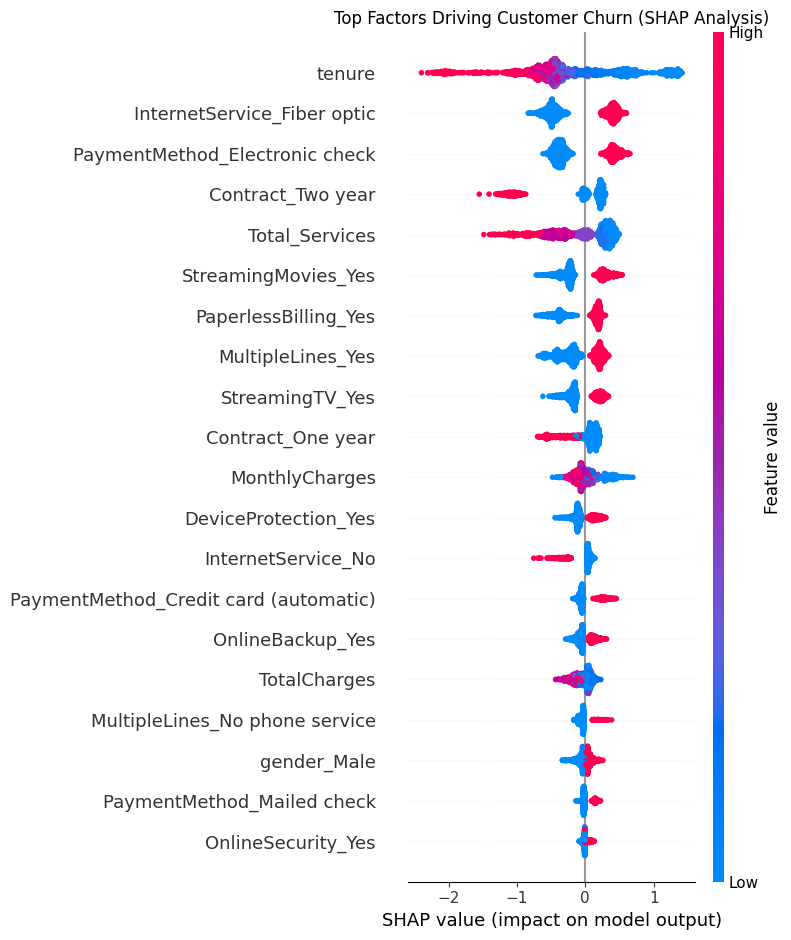 Top Factors Driving Customer Churn (SHAP Analysis)
High
tenure
InternetService_Fiber optic
PaymentMethod_Electronic check
Contract_Two year
Total_Services
StreamingMovies_Yes
PaperlessBilling_Yes
MultipleLines_Yes
StreamingTV_Yes
Contract_One year
MonthlyCharges
DeviceProtection_Yes
InternetService_No
PaymentMethod_Credit card (automatic)
OnlineBackup_Yes
TotalCharges
MultipleLines_No phone service
gender_Male
PaymentMethod_Mailed check
OnlineSecurity_Yes
Feature value
Low
−2 −1 0 1
SHAP value (impact on model output)